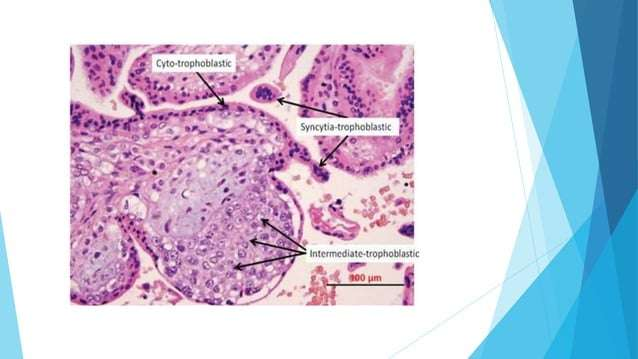 Cyto-trophoblastic
Syncytia-trophoblastic
Intermediate-trophoblastic
100 µm